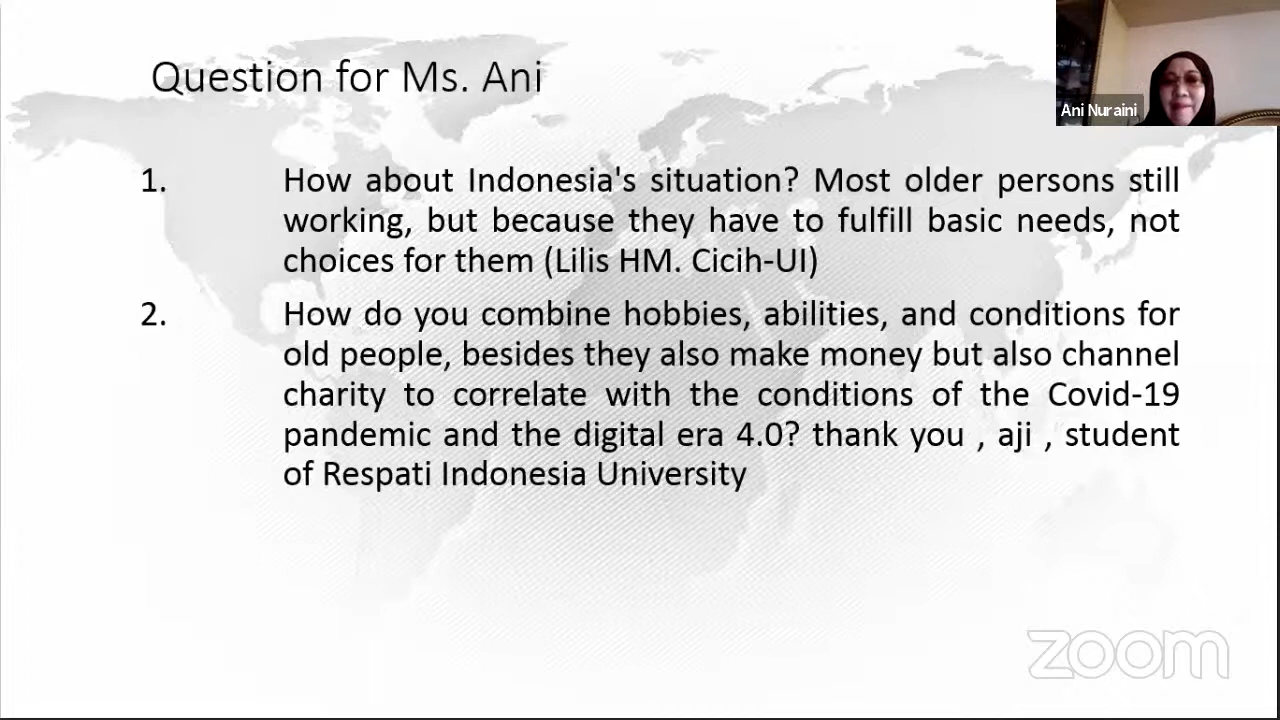 Question for Ms. Ani
Ani Nuraini
1. How about Indonesia's situation? Most older persons still
working, but because they have to fulfill basic needs, not
choices for them (Lilis HM. Cicih-UI)
2. How do you combine hobbies, abilities, and conditions for
old people, besides they also make money but also channel
charity to correlate with the conditions of the Covid-19
pandemic and the digital era 4.0? thank you , aji , student
of Respati Indonesia University
zoom